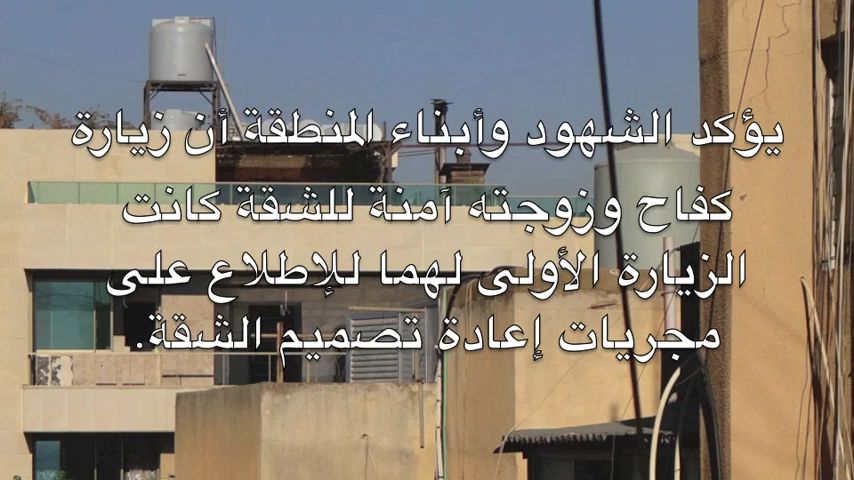 يؤكد الشهود وأبناء المنطقة أن زيارة
كفاح وزوجته آمنة للشقة كانت
الزيارة الأولى لهما للإطلاع على
مجريات إعادة تصميم الشقة.